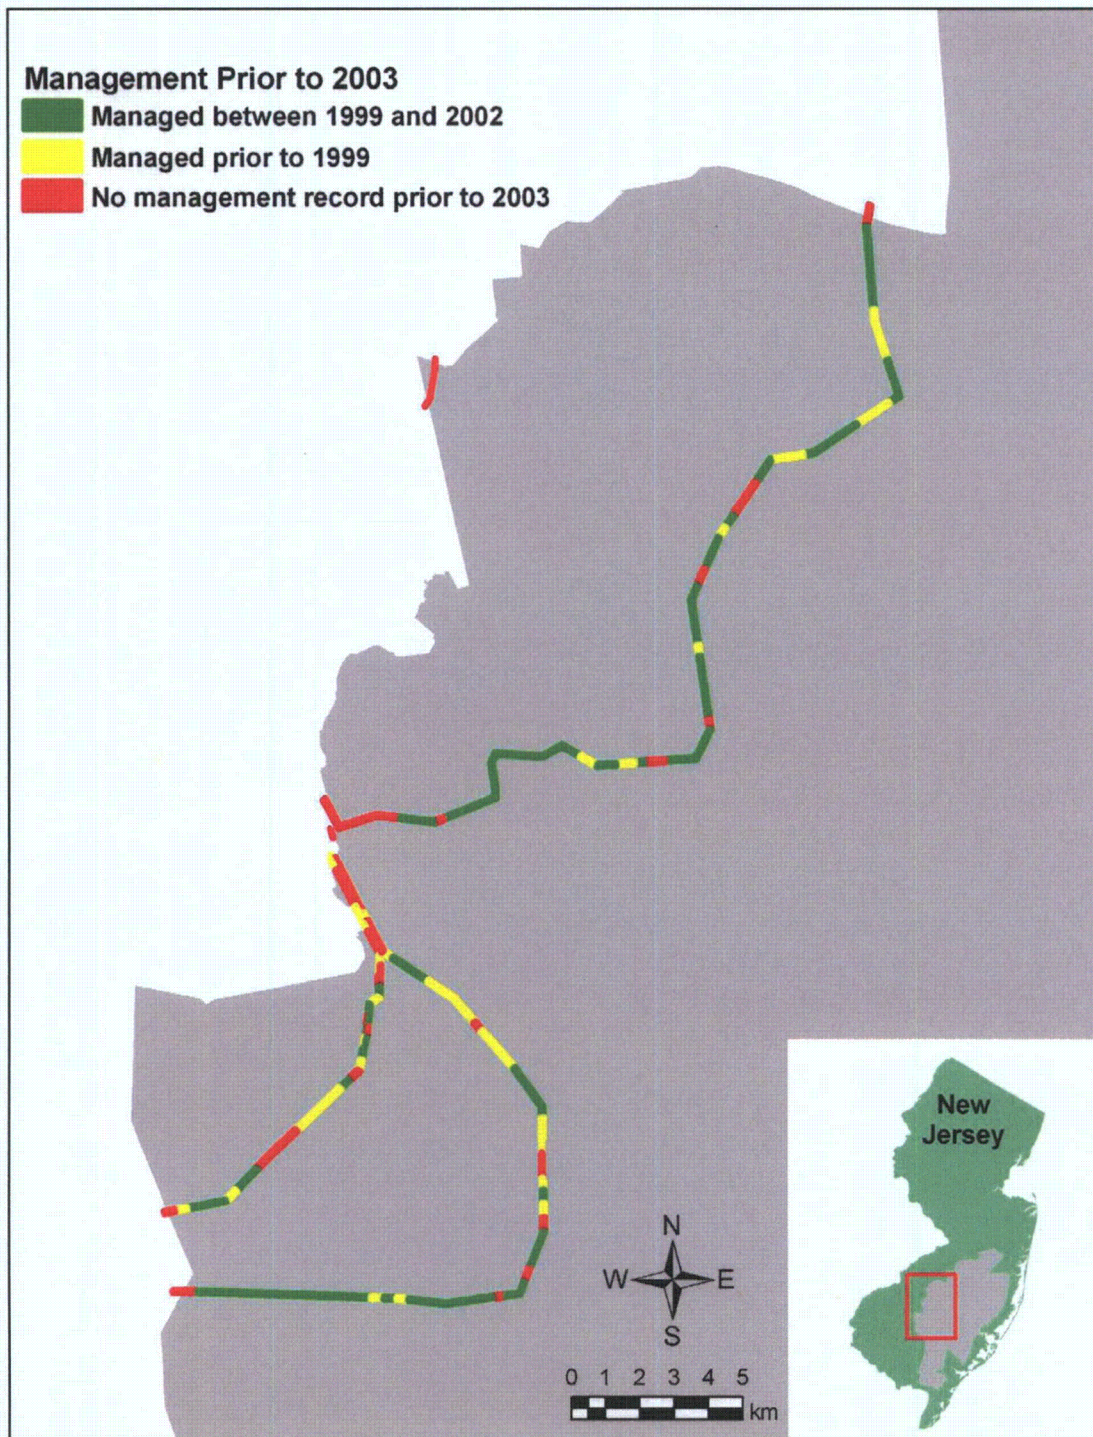 Management Prior to 2003
Managed between 1999 and 2002
Managed prior to 1999
No management record prior to 2003
New
Jersey
N
W E
S
0 1 2 3 4 5
km